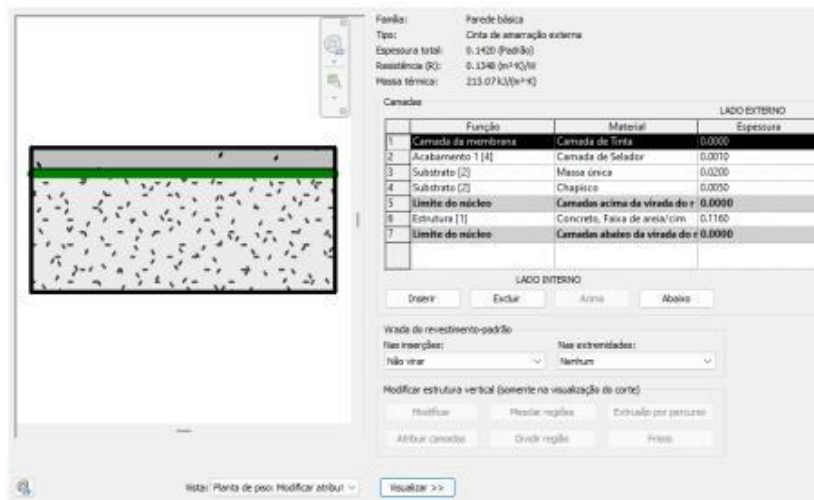 Família: Parede básica
Tipo: Cinta de amarração externa
Espessura total: 0.1420 (Padrão)
Resistência (R): 0.1348 (m²·K)/W
Massa térmica: 213.07 kJ/(m²·K)
Camadas
LADO EXTERNO
Função Material Espessura
1 Camada da membrana Camada de Tinta 0.0000
2 Acabamento 1 [4] Camada de Selador 0.0010
3 Substrato [2] Massa única 0.0200
4 Substrato [2] Chapisco 0.0050
5 Limite do núcleo Camadas acima da virada do r 0.0000
6 Estrutura [1] Concreto, Faixa de areia/cim 0.1160
7 Limite do núcleo Camadas abaixo da virada do r 0.0000
LADO INTERNO
Inserir Excluir Acima Abaixo
Virada do revestimento-padrão
Nas inserções: Nas extremidades:
Não virar Nenhum
Modificar estrutura vertical (somente na visualização do corte)
Modificar Mesclar regiões Extrusão por percurso
Atribuir camadas Dividir região Frisos
Vista: Planta de piso: Modificar atribut Visualizar >>